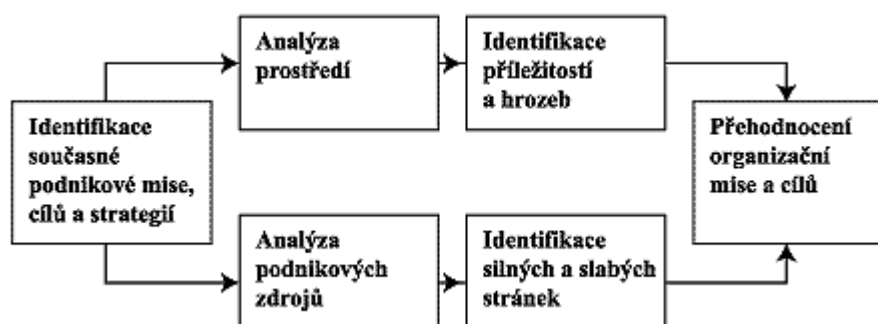 Analýza
prostředí
Identifikace
příležitostí
a hrozeb
Identifikace
současné
podnikové mise,
cílů a strategií
Přehodnocení
organizační
mise a cílů
Analýza
podnikových
zdrojů
Identifikace
silných a slabých
stránek